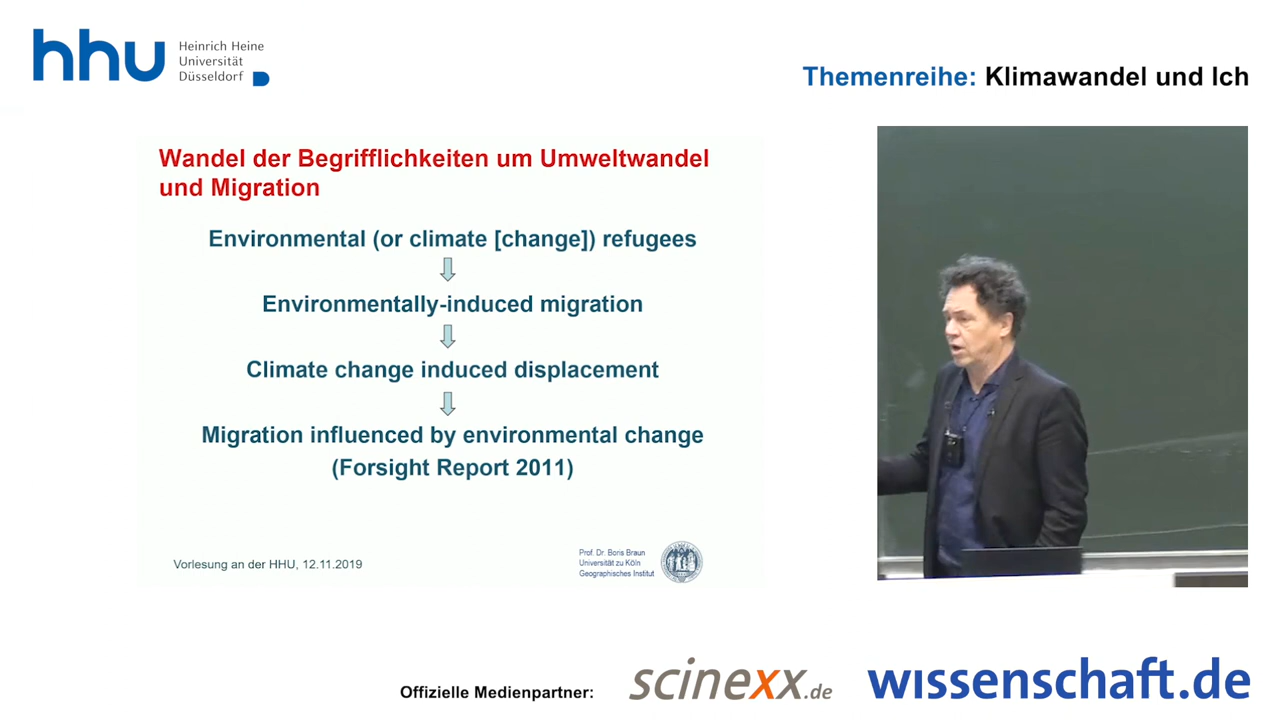 hhu
Heinrich Heine
Universität
Düsseldorf
Themenreihe: Klimawandel und Ich
Wandel der Begrifflichkeiten um Umweltwandel
und Migration
Environmental (or climate [change]) refugees
Environmentally-induced migration
Climate change induced displacement
Migration influenced by environmental change
(Forsight Report 2011)
Vorlesung an der HHU, 12.11.2019
Prof. Dr. Boris Braun
Universität zu Köln
Geographisches Institut
Offizielle Medienpartner:
scinexx.de
wissenschaft.de